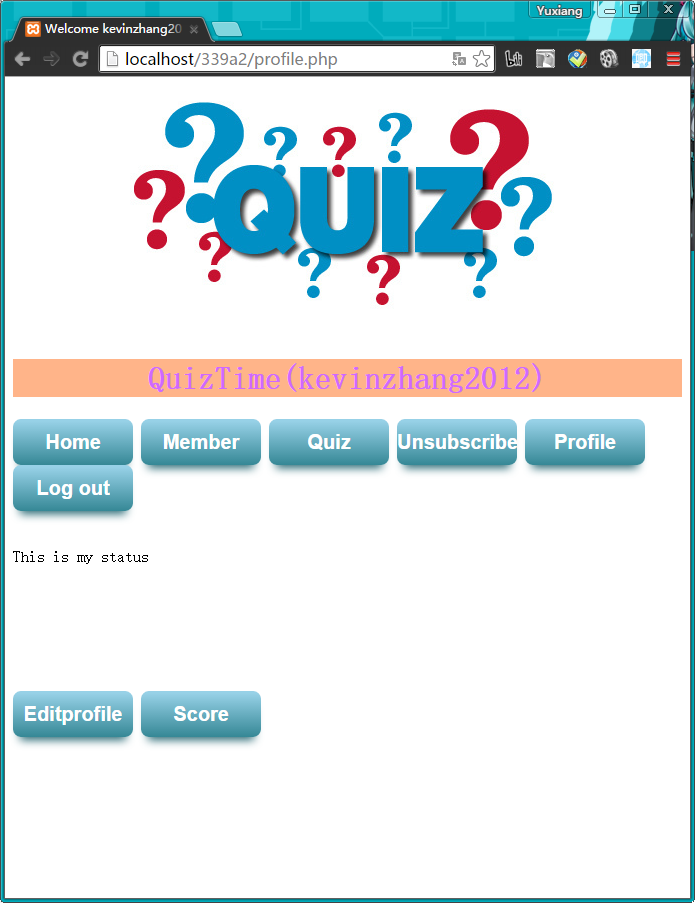 Yuxiang
Welcome kevinzhang20
localhost/339a2/profile.php
? ? ? ? ? ? ? ? ? ? ?
QUIZ
QuizTime(kevinzhang2012)
Home Member Quiz Unsubscribe Profile
Log out
This is my status
Editprofile Score